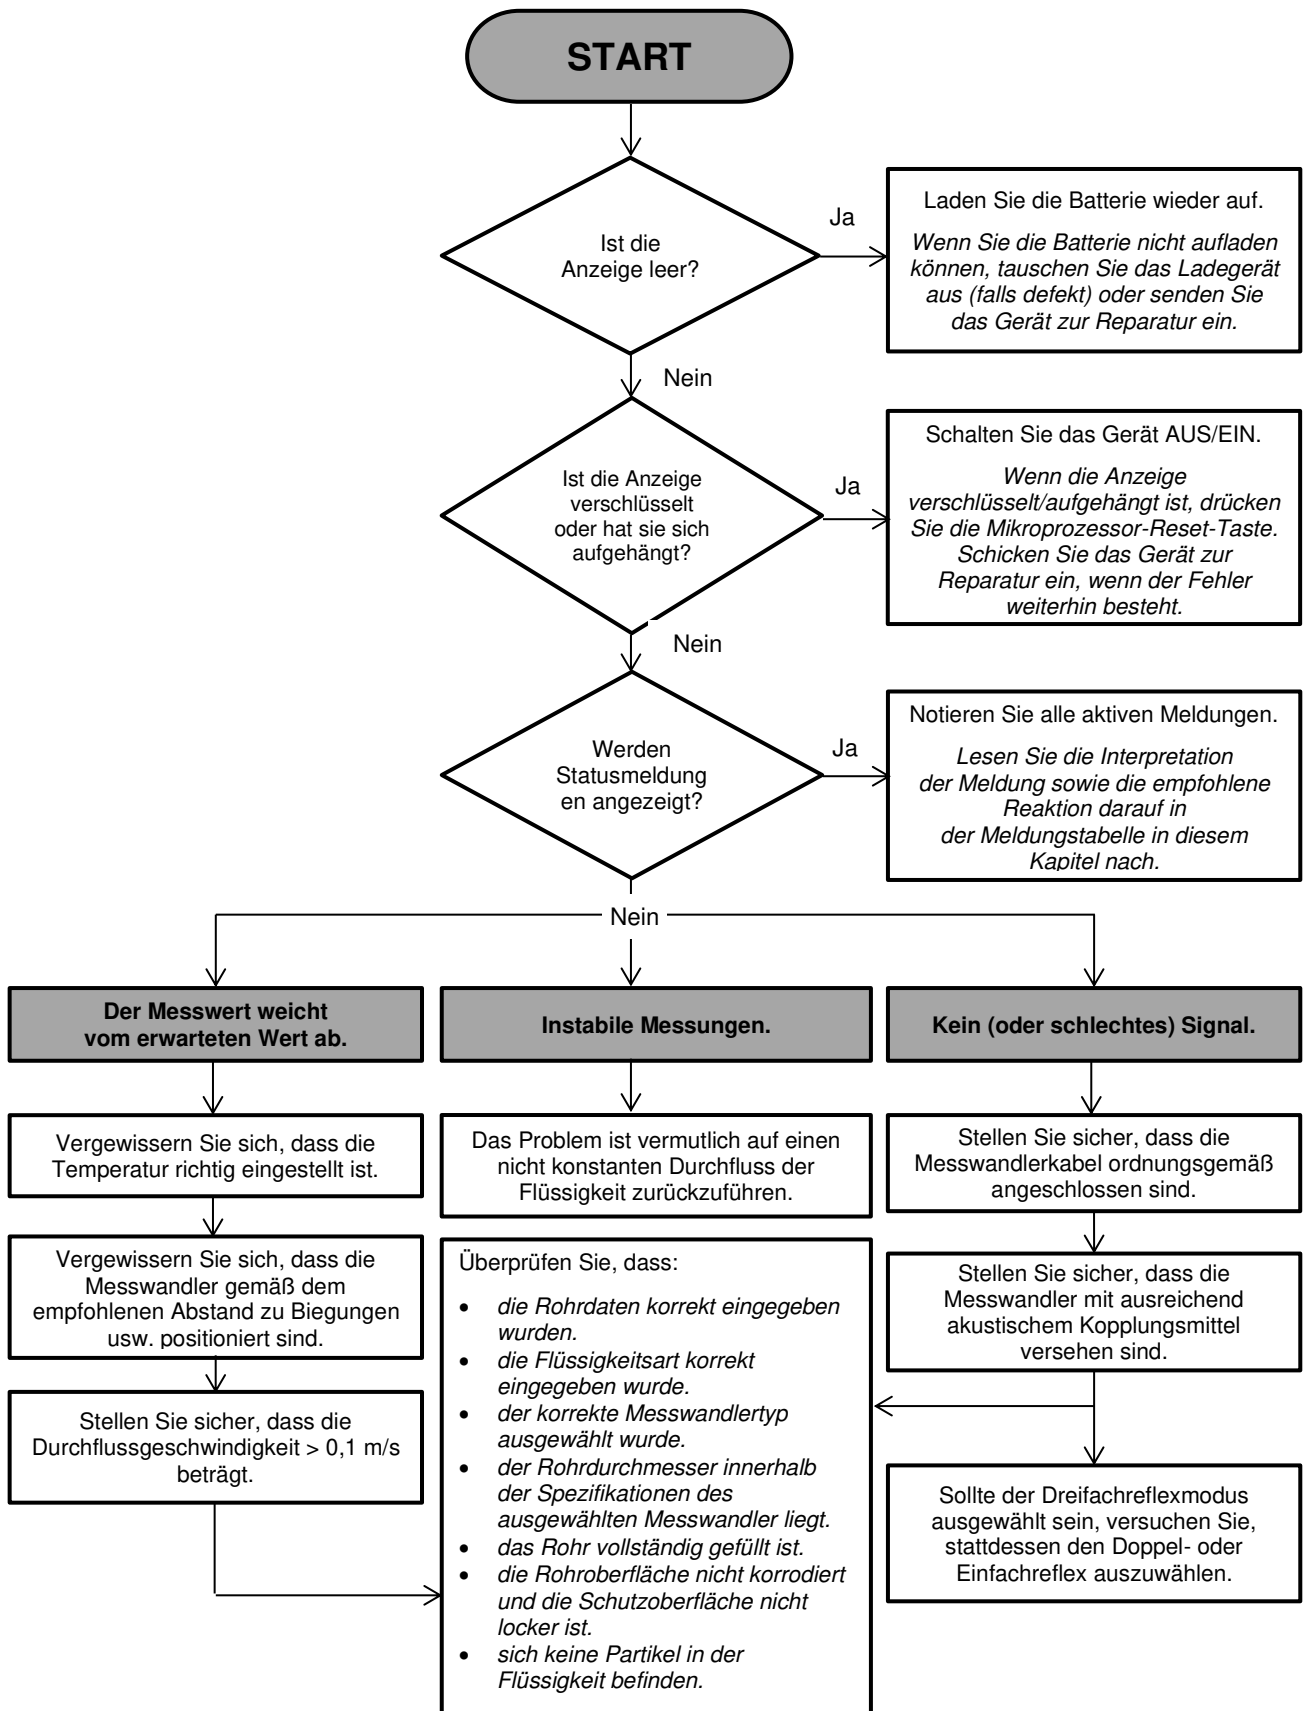 START
Ist die
Anzeige leer?
Ja
Laden Sie die Batterie wieder auf.
Wenn Sie die Batterie nicht aufladen
können, tauschen Sie das Ladegerät
aus (falls defekt) oder senden Sie
das Gerät zur Reparatur ein.
Nein
Ist die Anzeige
verschlüsselt
oder hat sie sich
aufgehängt?
Ja
Schalten Sie das Gerät AUS/EIN.
Wenn die Anzeige
verschlüsselt/aufgehängt ist, drücken
Sie die Mikroprozessor-Reset-Taste.
Schicken Sie das Gerät zur
Reparatur ein, wenn der Fehler
weiterhin besteht.
Nein
Werden
Statusmeldung
en angezeigt?
Ja
Notieren Sie alle aktiven Meldungen.
Lesen Sie die Interpretation
der Meldung sowie die empfohlene
Reaktion darauf in
der Meldungstabelle in diesem
Kapitel nach.
Nein
Der Messwert weicht
vom erwarteten Wert ab.
Vergewissern Sie sich, dass die
Temperatur richtig eingestellt ist.
Vergewissern Sie sich, dass die
Messwandler gemäß dem
empfohlenen Abstand zu Biegungen
usw. positioniert sind.
Stellen Sie sicher, dass die
Durchflussgeschwindigkeit > 0,1 m/s
beträgt.
Instabile Messungen.
Das Problem ist vermutlich auf einen
nicht konstanten Durchfluss der
Flüssigkeit zurückzuführen.
Überprüfen Sie, dass:
• die Rohrdaten korrekt eingegeben
wurden.
• die Flüssigkeitsart korrekt
eingegeben wurde.
• der korrekte Messwandlertyp
ausgewählt wurde.
• der Rohrdurchmesser innerhalb
der Spezifikationen des
ausgewählten Messwandler liegt.
• das Rohr vollständig gefüllt ist.
• die Rohroberfläche nicht korrodiert
und die Schutzoberfläche nicht
locker ist.
• sich keine Partikel in der
Flüssigkeit befinden.
Kein (oder schlechtes) Signal.
Stellen Sie sicher, dass die
Messwandlerkabel ordnungsgemäß
angeschlossen sind.
Stellen Sie sicher, dass die
Messwandler mit ausreichend
akustischem Kopplungsmittel
versehen sind.
Sollte der Dreifachreflexmodus
ausgewählt sein, versuchen Sie,
stattdessen den Doppel- oder
Einfachreflex auszuwählen.